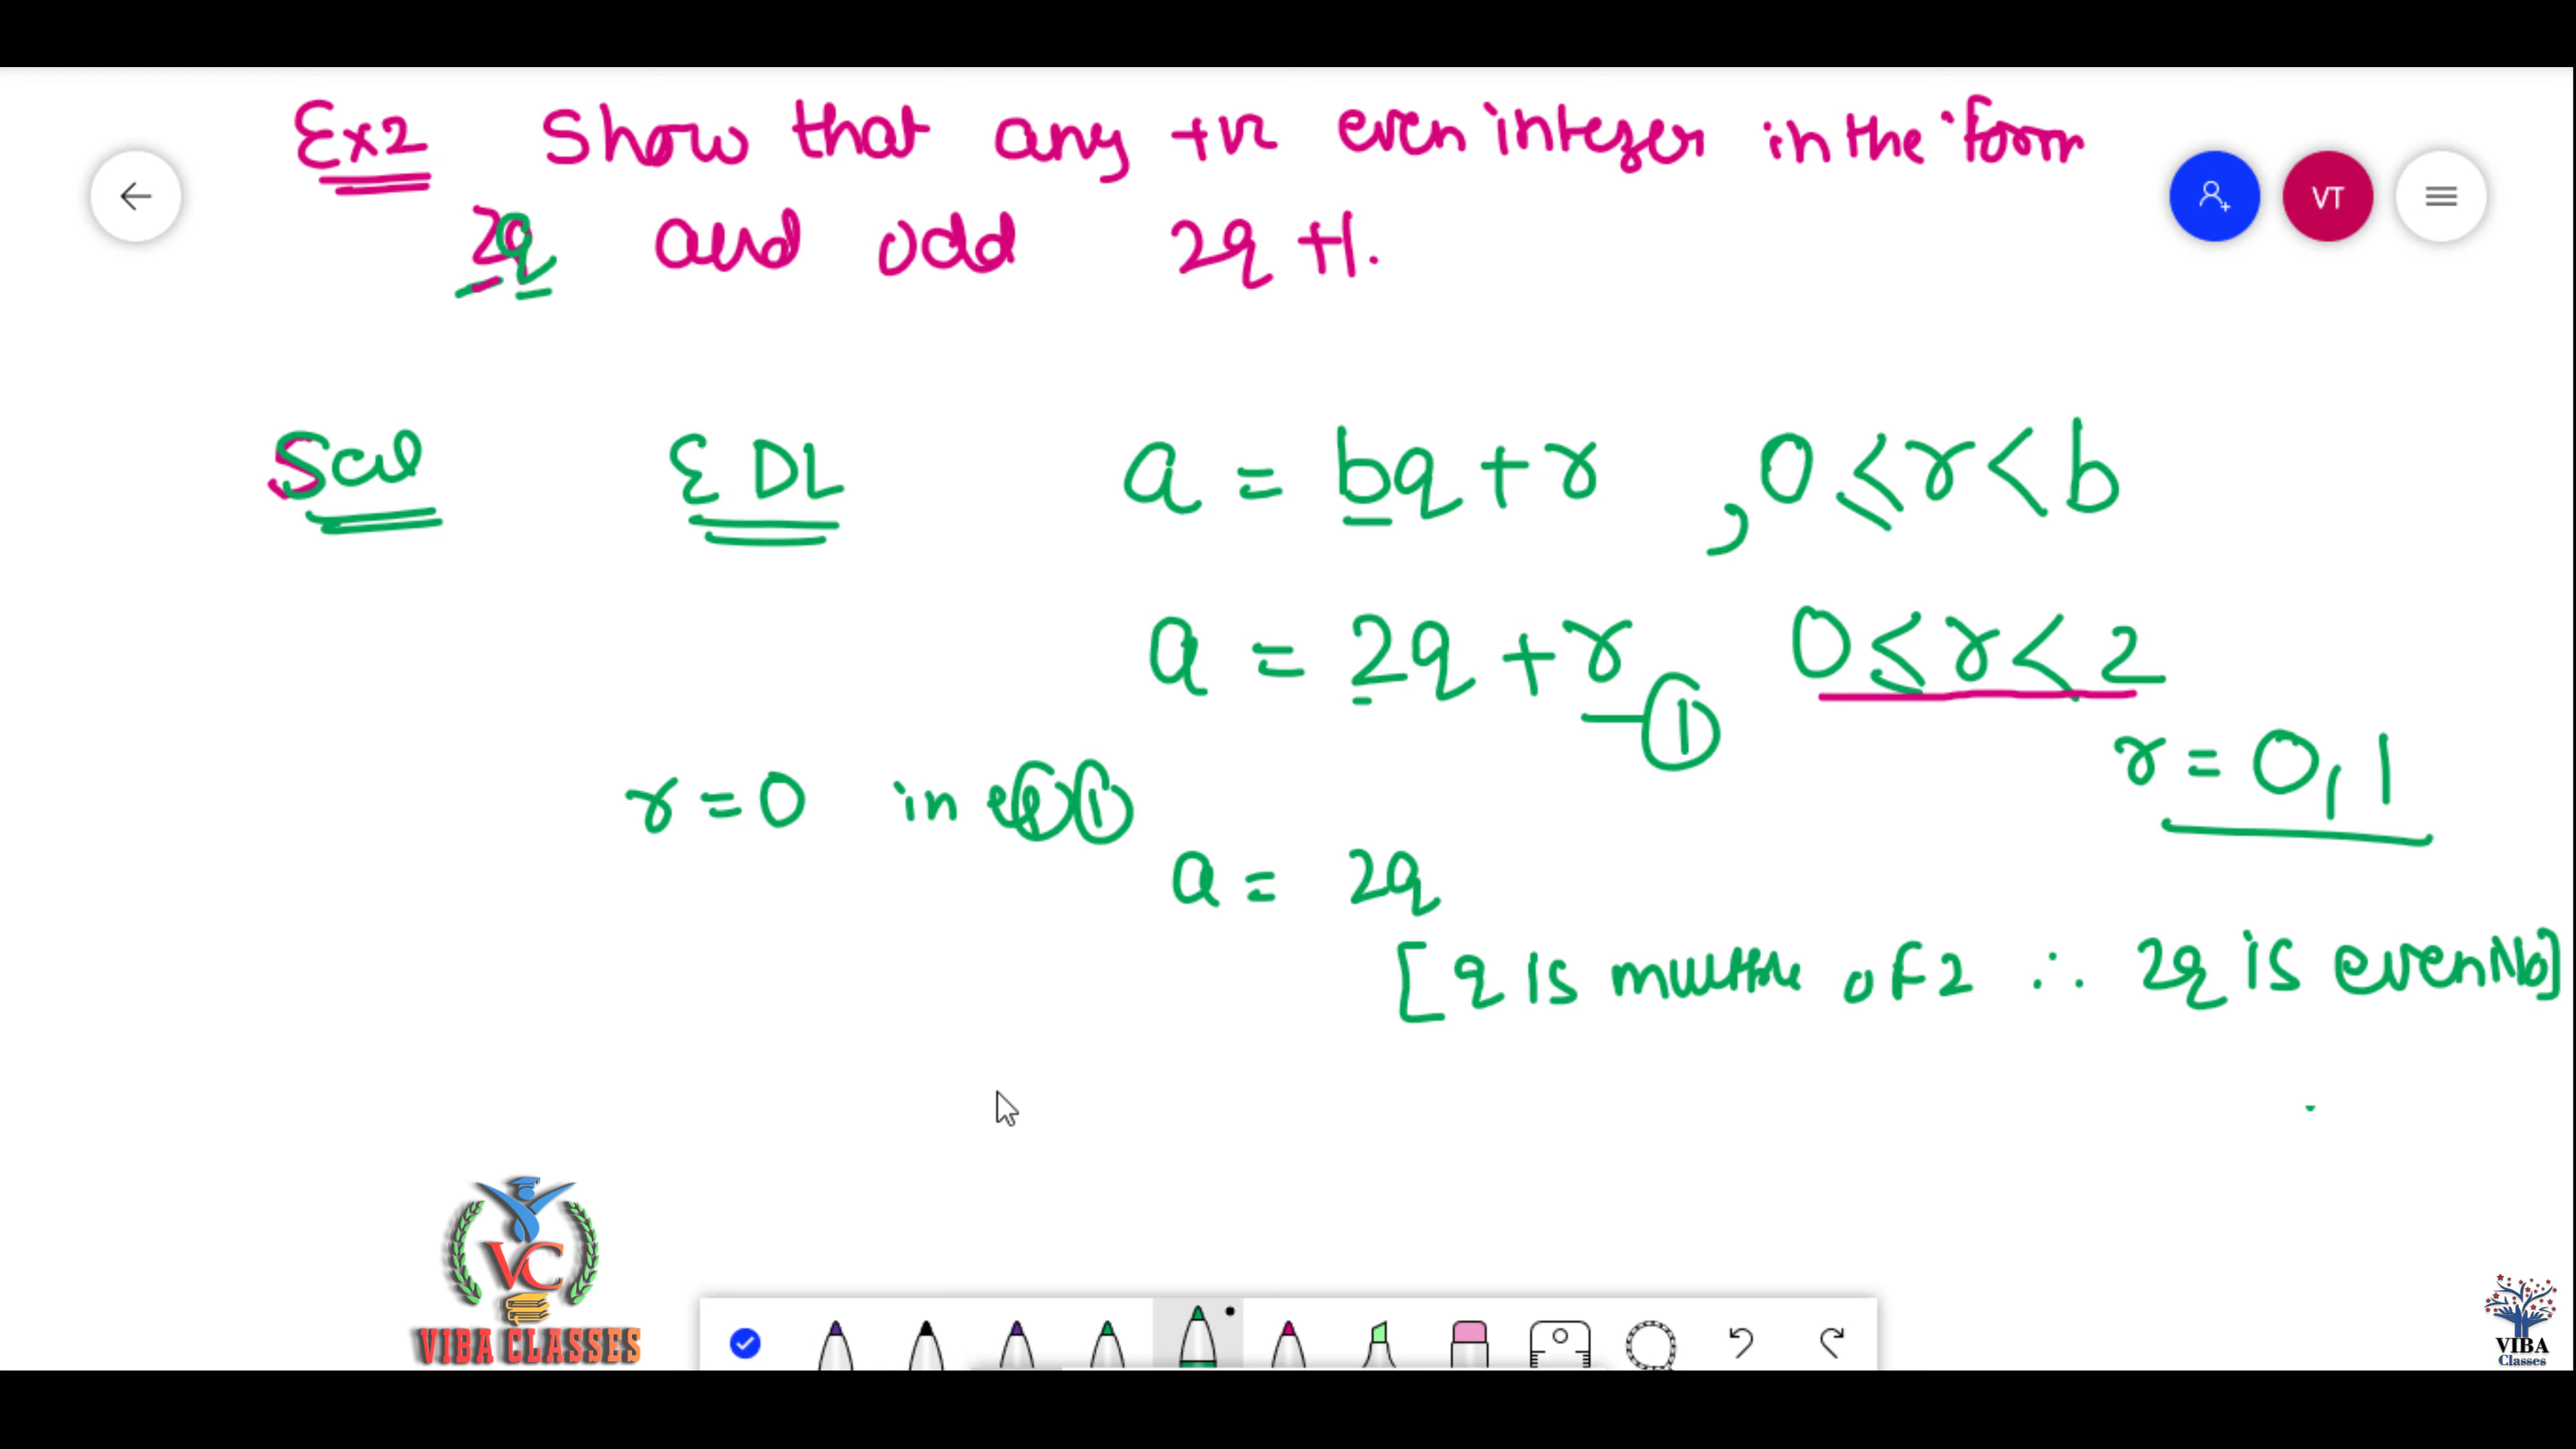 Ex2 Show that any +ve even integer in the form
2q and odd 2q +1.
VT
Sol EDL a = bq + r , 0 ≤ r < b
a = 2q + r 0 ≤ r < 2
— ①
r = 0, 1
r = 0 in eq ①
a = 2q
[ q is multiple of 2 ∴ 2q is even No]
VC
VIBA CLASSES
VIBA
Classes